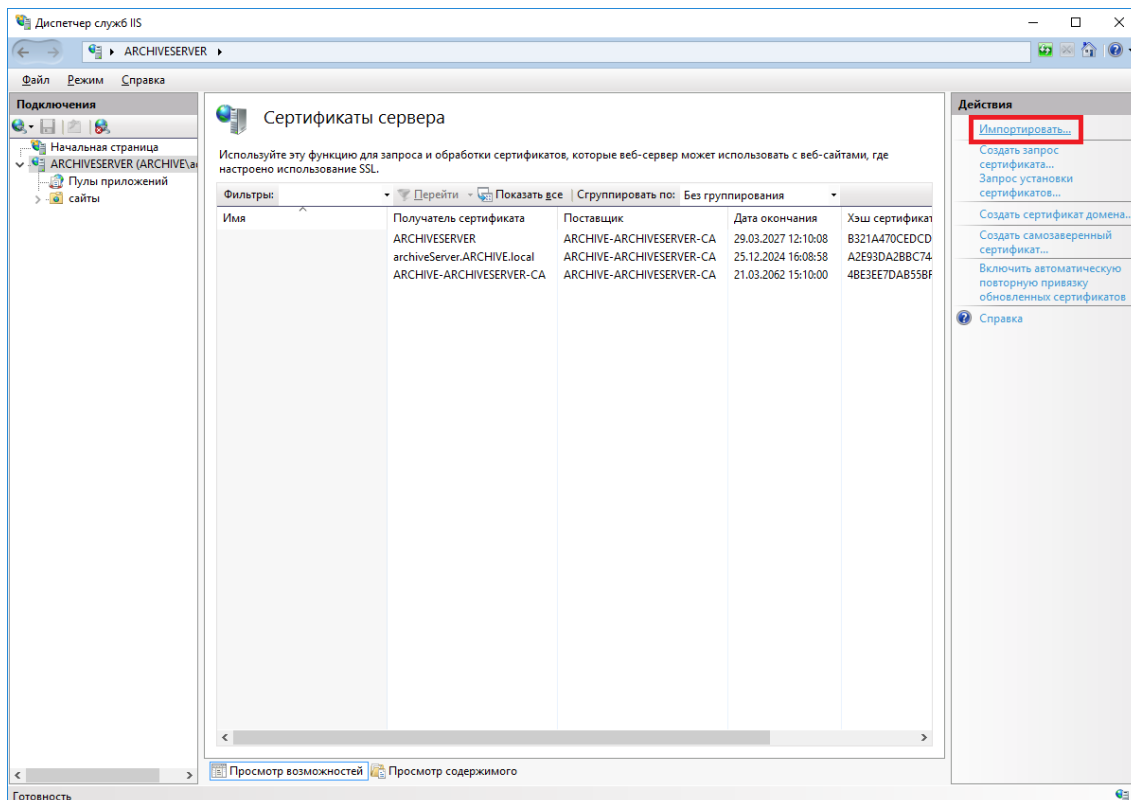 Диспетчер служб IIS
ARCHIVESERVER
Файл Режим Справка
Подключения
Начальная страница
ARCHIVESERVER (ARCHIVE\a
Пулы приложений
сайты
Сертификаты сервера
Используйте эту функцию для запроса и обработки сертификатов, которые веб-сервер может использовать с веб-сайтами, где
настроено использование SSL.
Фильтры: Перейти Показать все Сгруппировать по: Без группирования
Имя Получатель сертификата Поставщик Дата окончания Хэш сертификат
ARCHIVESERVER ARCHIVE-ARCHIVESERVER-CA 29.03.2027 12:10:08 B321A470CEDCD
archiveServer.ARCHIVE.local ARCHIVE-ARCHIVESERVER-CA 25.12.2024 16:08:58 A2E93DA2BBC74
ARCHIVE-ARCHIVESERVER-CA ARCHIVE-ARCHIVESERVER-CA 21.03.2062 15:10:00 4BE3EE7DAB55BF
Просмотр возможностей Просмотр содержимого
Действия
Импортировать...
Создать запрос
сертификата...
Запрос установки
сертификатов...
Создать сертификат домена...
Создать самозаверенный
сертификат...
Включить автоматическую
повторную привязку
обновленных сертификатов
Справка
Готовность